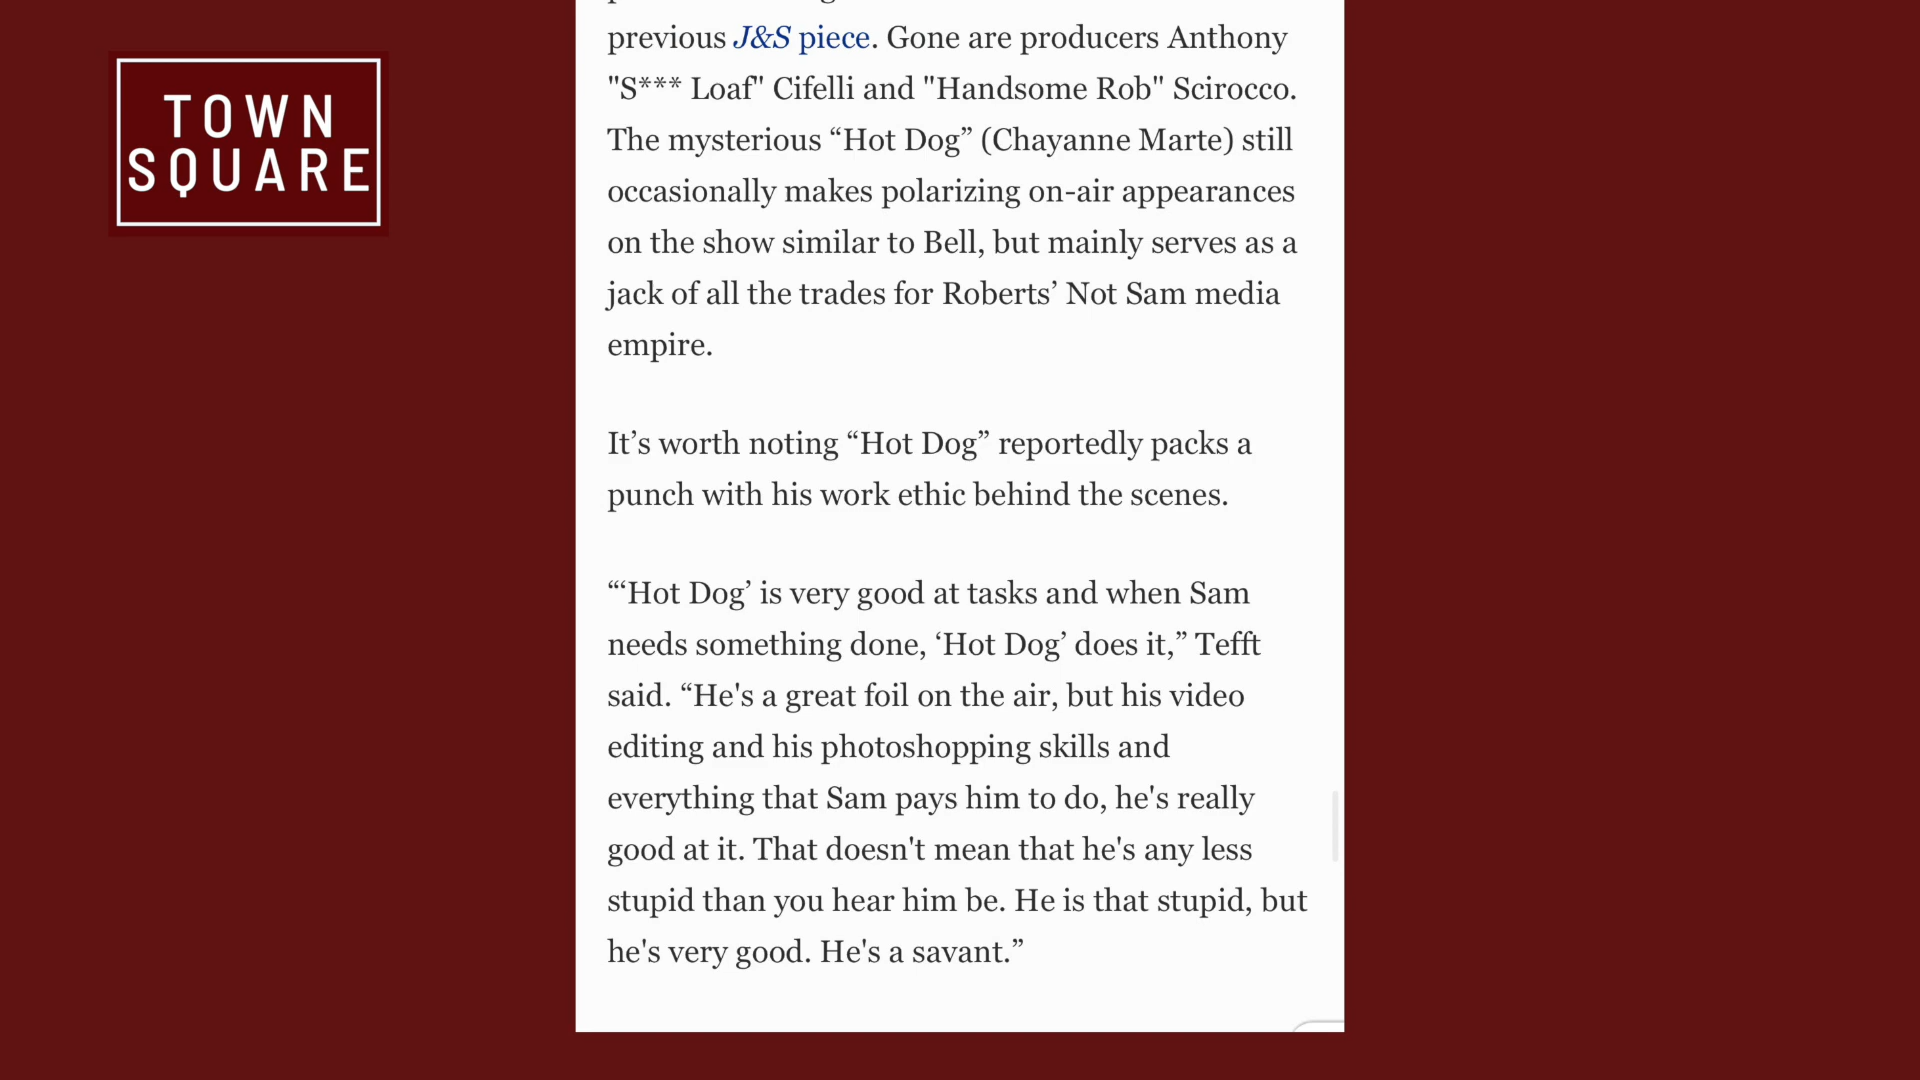 TOWN
SQUARE
previous J&S piece. Gone are producers Anthony
"S*** Loaf" Cifelli and "Handsome Rob" Scirocco.
The mysterious “Hot Dog” (Chayanne Marte) still
occasionally makes polarizing on-air appearances
on the show similar to Bell, but mainly serves as a
jack of all the trades for Roberts’ Not Sam media
empire.
It’s worth noting “Hot Dog” reportedly packs a
punch with his work ethic behind the scenes.
“‘Hot Dog’ is very good at tasks and when Sam
needs something done, ‘Hot Dog’ does it,” Tefft
said. “He's a great foil on the air, but his video
editing and his photoshopping skills and
everything that Sam pays him to do, he's really
good at it. That doesn't mean that he's any less
stupid than you hear him be. He is that stupid, but
he's very good. He's a savant.”